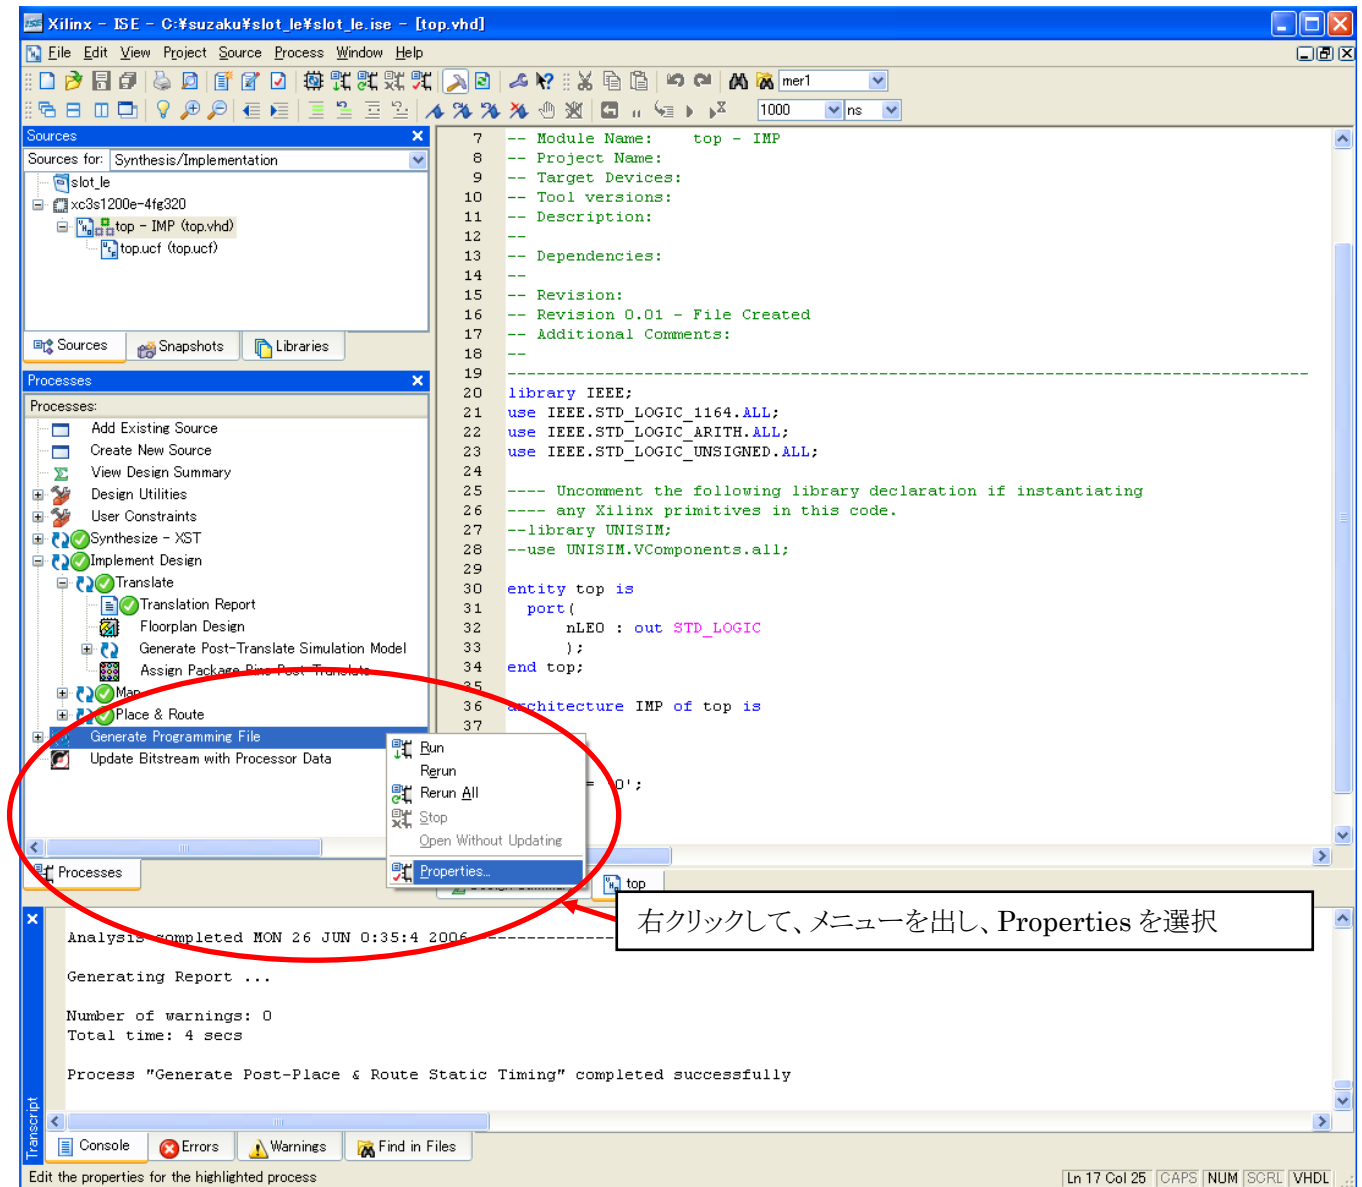 Xilinx - ISE - C:¥suzaku¥slot_le¥slot_le.ise - [top.vhd]
File Edit View Project Source Process Window Help
mer1
1000 ns
Sources
Sources for: Synthesis/Implementation
slot_le
xc3s1200e-4fg320
top - IMP (top.vhd)
top.ucf (top.ucf)
Sources Snapshots Libraries
Processes
Processes:
Add Existing Source
Create New Source
View Design Summary
Design Utilities
User Constraints
Synthesize - XST
Implement Design
Translate
Translation Report
Floorplan Design
Generate Post-Translate Simulation Model
Assign Package Pins Post-Translate
Map
Place & Route
Generate Programming File
Update Bitstream with Processor Data
Processes
Run
Rerun
Rerun All
Stop
Open Without Updating
Properties...
7 -- Module Name: top - IMP
8 -- Project Name:
9 -- Target Devices:
10 -- Tool versions:
11 -- Description:
12 --
13 -- Dependencies:
14 --
15 -- Revision:
16 -- Revision 0.01 - File Created
17 -- Additional Comments:
18 --
19 ----------------------------------------------------------------------------------
20 library IEEE;
21 use IEEE.STD_LOGIC_1164.ALL;
22 use IEEE.STD_LOGIC_ARITH.ALL;
23 use IEEE.STD_LOGIC_UNSIGNED.ALL;
24
25 ---- Uncomment the following library declaration if instantiating
26 ---- any Xilinx primitives in this code.
27 --library UNISIM;
28 --use UNISIM.VComponents.all;
29
30 entity top is
31 port(
32 nLE0 : out STD_LOGIC
33 );
34 end top;
35
36 architecture IMP of top is
37
= '0';
Design Summary top
右クリックして、メニューを出し、Properties を選択
Analysis completed MON 26 JUN 0:35:4 2006 ---------------
Generating Report ...
Number of warnings: 0
Total time: 4 secs
Process "Generate Post-Place & Route Static Timing" completed successfully
Transcript
Console Errors Warnings Find in Files
Edit the properties for the highlighted process
Ln 17 Col 25 CAPS NUM SCRL VHDL